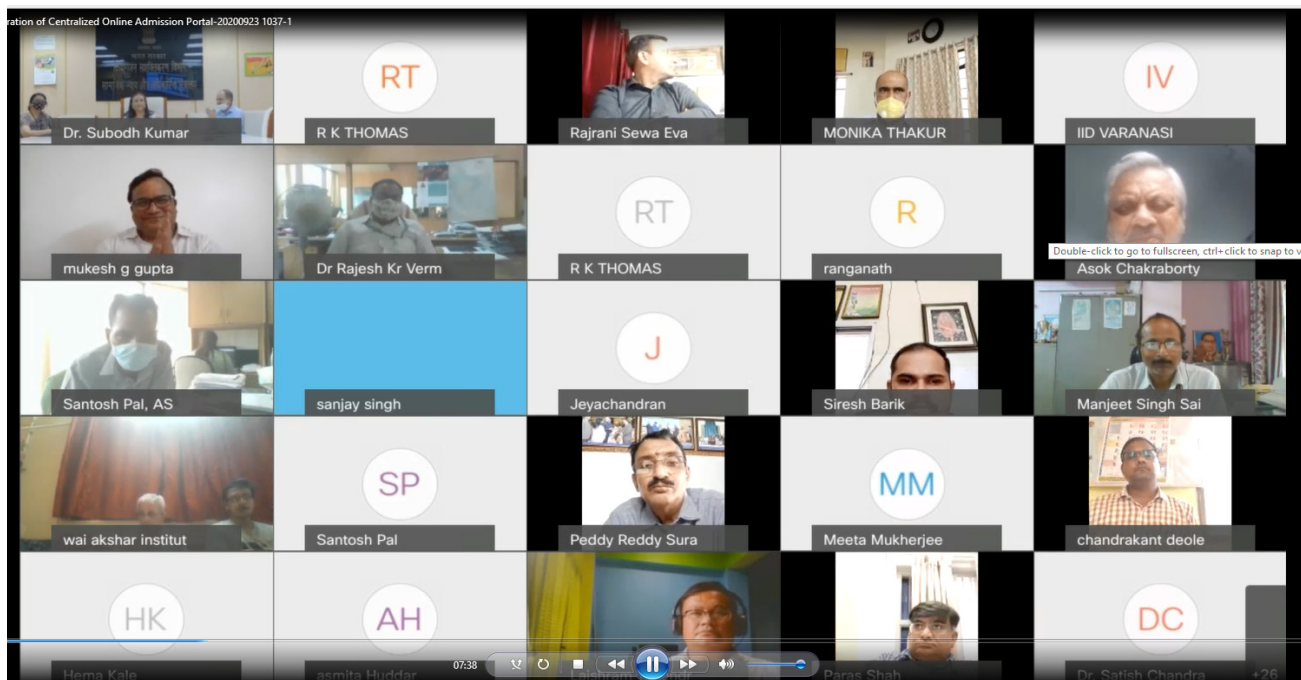 ration of Centralized Online Admission Portal-20200923 1037-1
भारत सरकार
Dr. Subodh Kumar
RT
R K THOMAS
Rajrani Sewa Eva
MONIKA THAKUR
IV
IID VARANASI
mukesh g gupta
Dr Rajesh Kr Verm
RT
R K THOMAS
R
ranganath
Double-click to go to fullscreen, ctrl+click to snap to v
Asok Chakraborty
Santosh Pal, AS
sanjay singh
J
Jeyachandran
Siresh Barik
Manjeet Singh Sai
wai akshar institut
SP
Santosh Pal
Peddy Reddy Sura
MM
Meeta Mukherjee
chandrakant deole
HK
Hema Kale
AH
asmita Huddar
Paras Shah
DC
Dr. Satish Chandra
+26
07:38